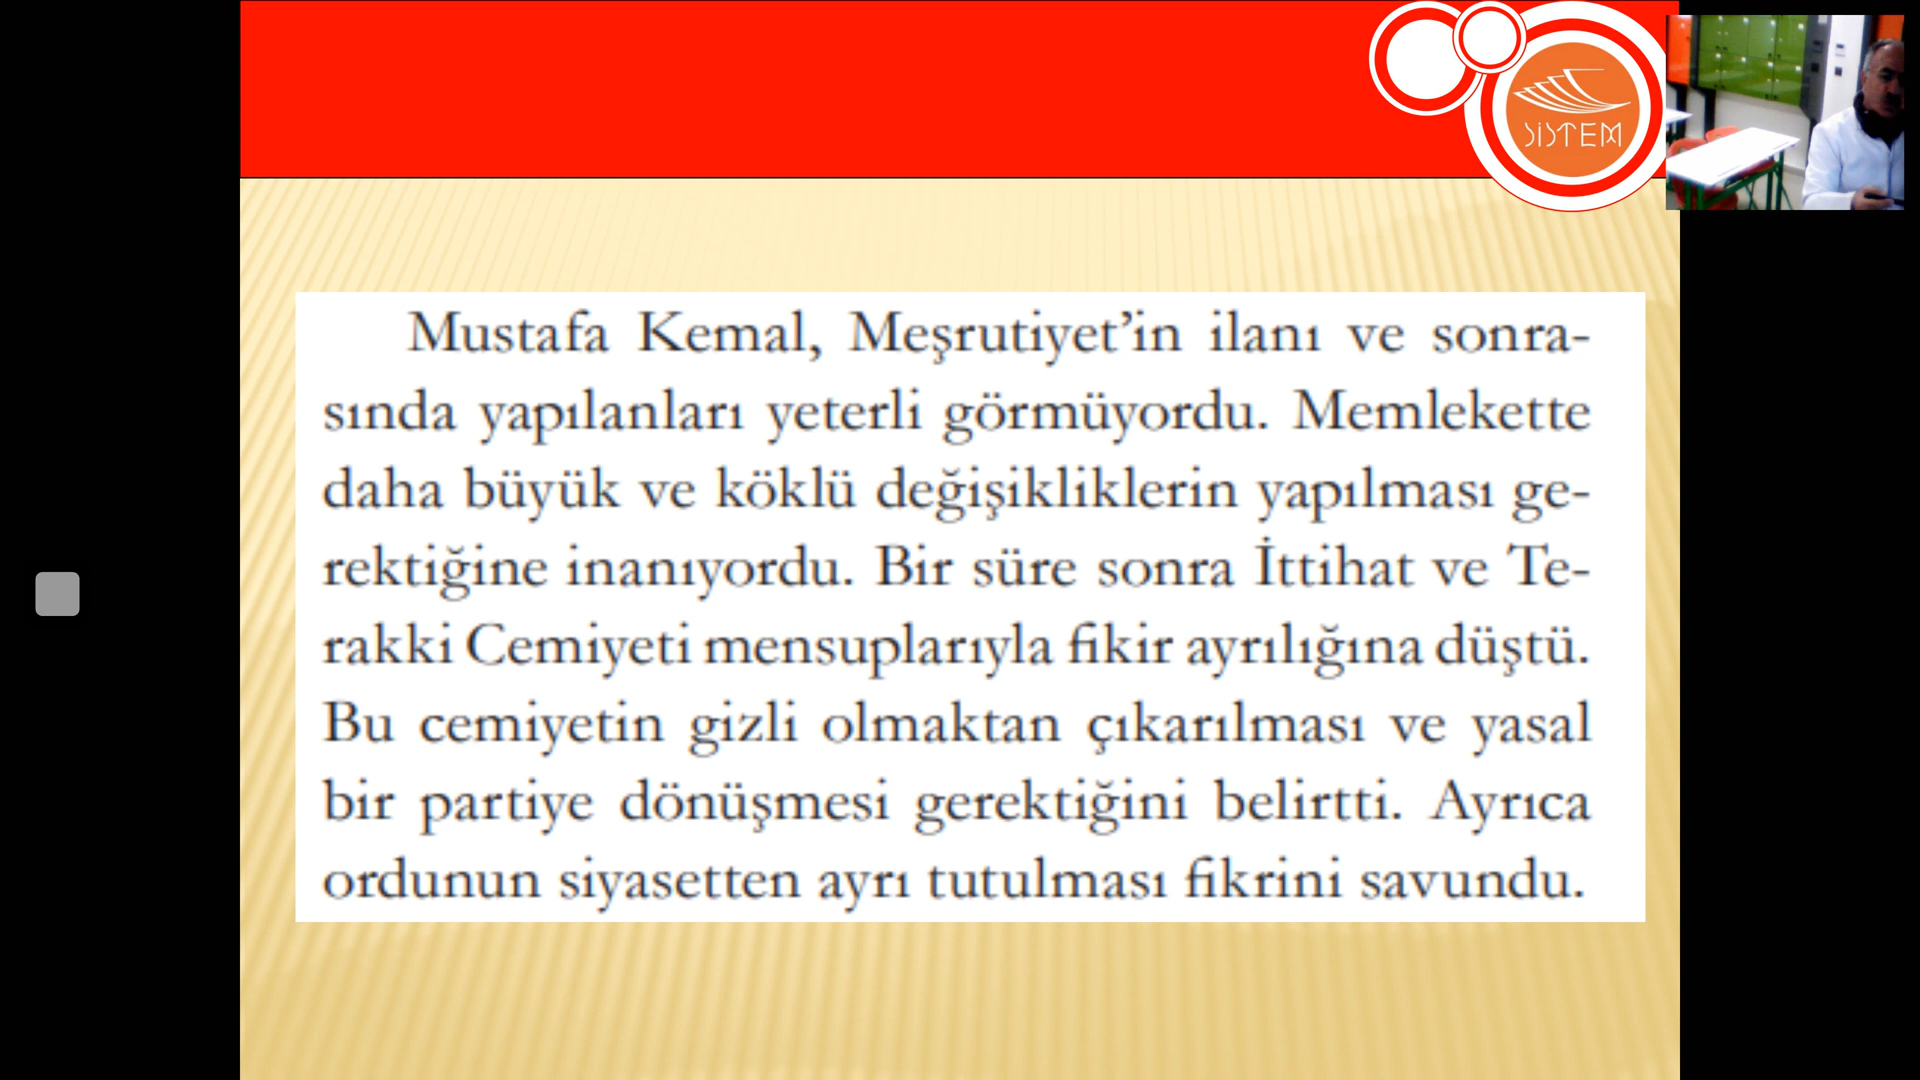 SİSTEM
Mustafa Kemal, Meşrutiyet’in ilanı ve sonra-
sında yapılanları yeterli görmüyordu. Memlekette
daha büyük ve köklü değişikliklerin yapılması ge-
rektiğine inanıyordu. Bir süre sonra İttihat ve Te-
rakki Cemiyeti mensuplarıyla fikir ayrılığına düştü.
Bu cemiyetin gizli olmaktan çıkarılması ve yasal
bir partiye dönüşmesi gerektiğini belirtti. Ayrıca
ordunun siyasetten ayrı tutulması fikrini savundu.